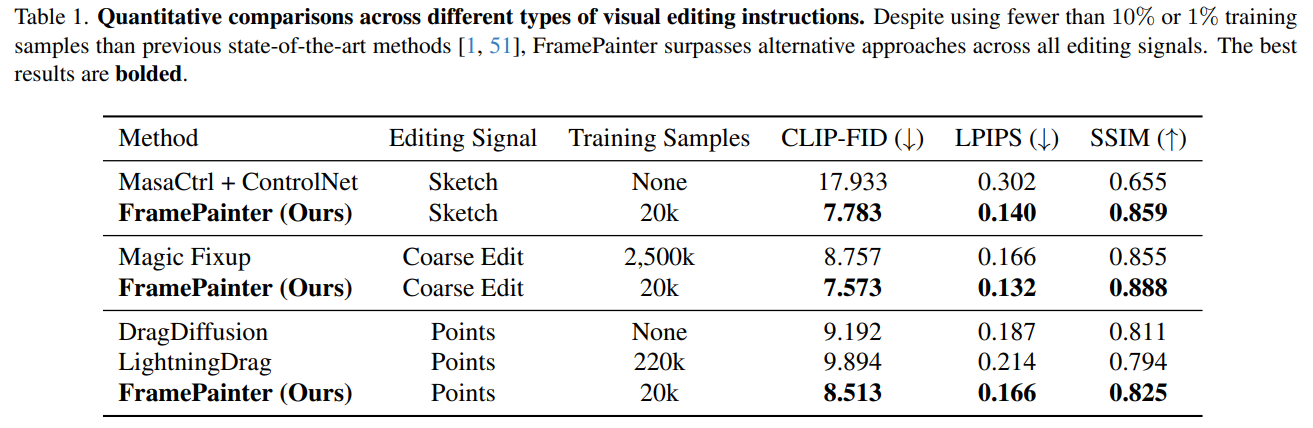 Table 1. Quantitative comparisons across different types of visual editing instructions. Despite using fewer than 10% or 1% training
samples than previous state-of-the-art methods [1, 51], FramePainter surpasses alternative approaches across all editing signals. The best
results are bolded.
Method Editing Signal Training Samples CLIP-FID (↓) LPIPS (↓) SSIM (↑)
MasaCtrl + ControlNet Sketch None 17.933 0.302 0.655
FramePainter (Ours) Sketch 20k 7.783 0.140 0.859
Magic Fixup Coarse Edit 2,500k 8.757 0.166 0.855
FramePainter (Ours) Coarse Edit 20k 7.573 0.132 0.888
DragDiffusion Points None 9.192 0.187 0.811
LightningDrag Points 220k 9.894 0.214 0.794
FramePainter (Ours) Points 20k 8.513 0.166 0.825